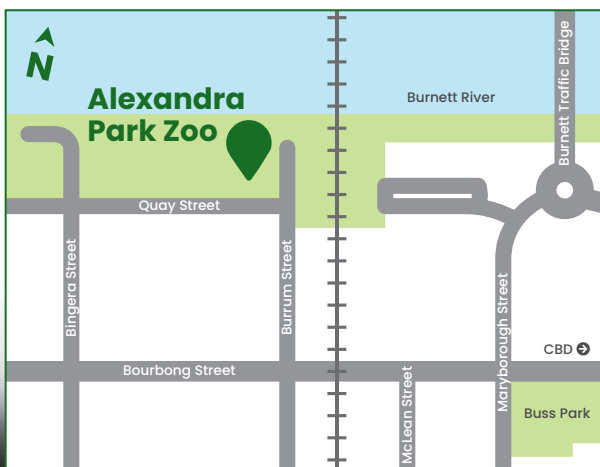 N
Alexandra
Park Zoo
Burnett River
Burnett Traffic Bridge
Quay Street
Bingera Street
Burrum Street
Maryborough Street
CBD
Bourbong Street
McLean Street
Buss Park